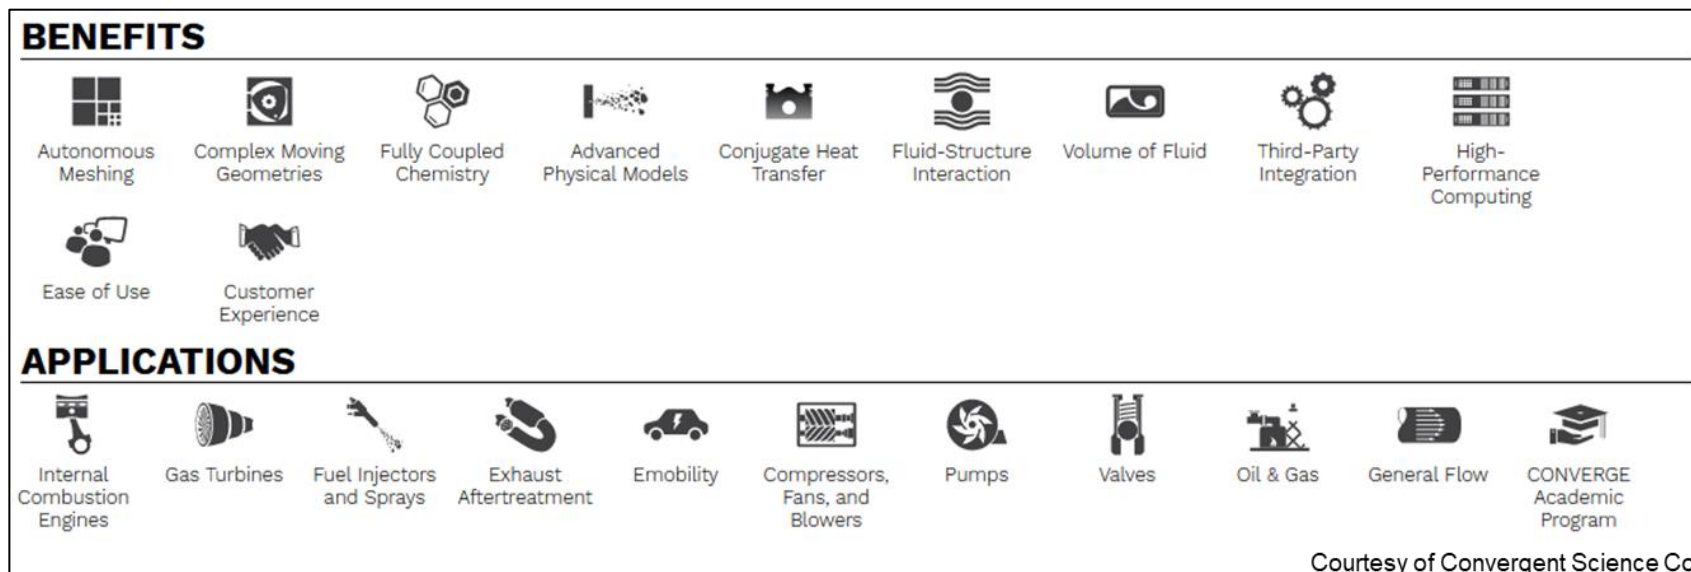 BENEFITS
Autonomous Meshing
Complex Moving Geometries
Fully Coupled Chemistry
Advanced Physical Models
Conjugate Heat Transfer
Fluid-Structure Interaction
Volume of Fluid
Third-Party Integration
High-Performance Computing
Ease of Use
Customer Experience
APPLICATIONS
Internal Combustion Engines
Gas Turbines
Fuel Injectors and Sprays
Exhaust Aftertreatment
Emobility
Compressors, Fans, and Blowers
Pumps
Valves
Oil & Gas
General Flow
CONVERGE Academic Program
Courtesy of Convergent Science Co